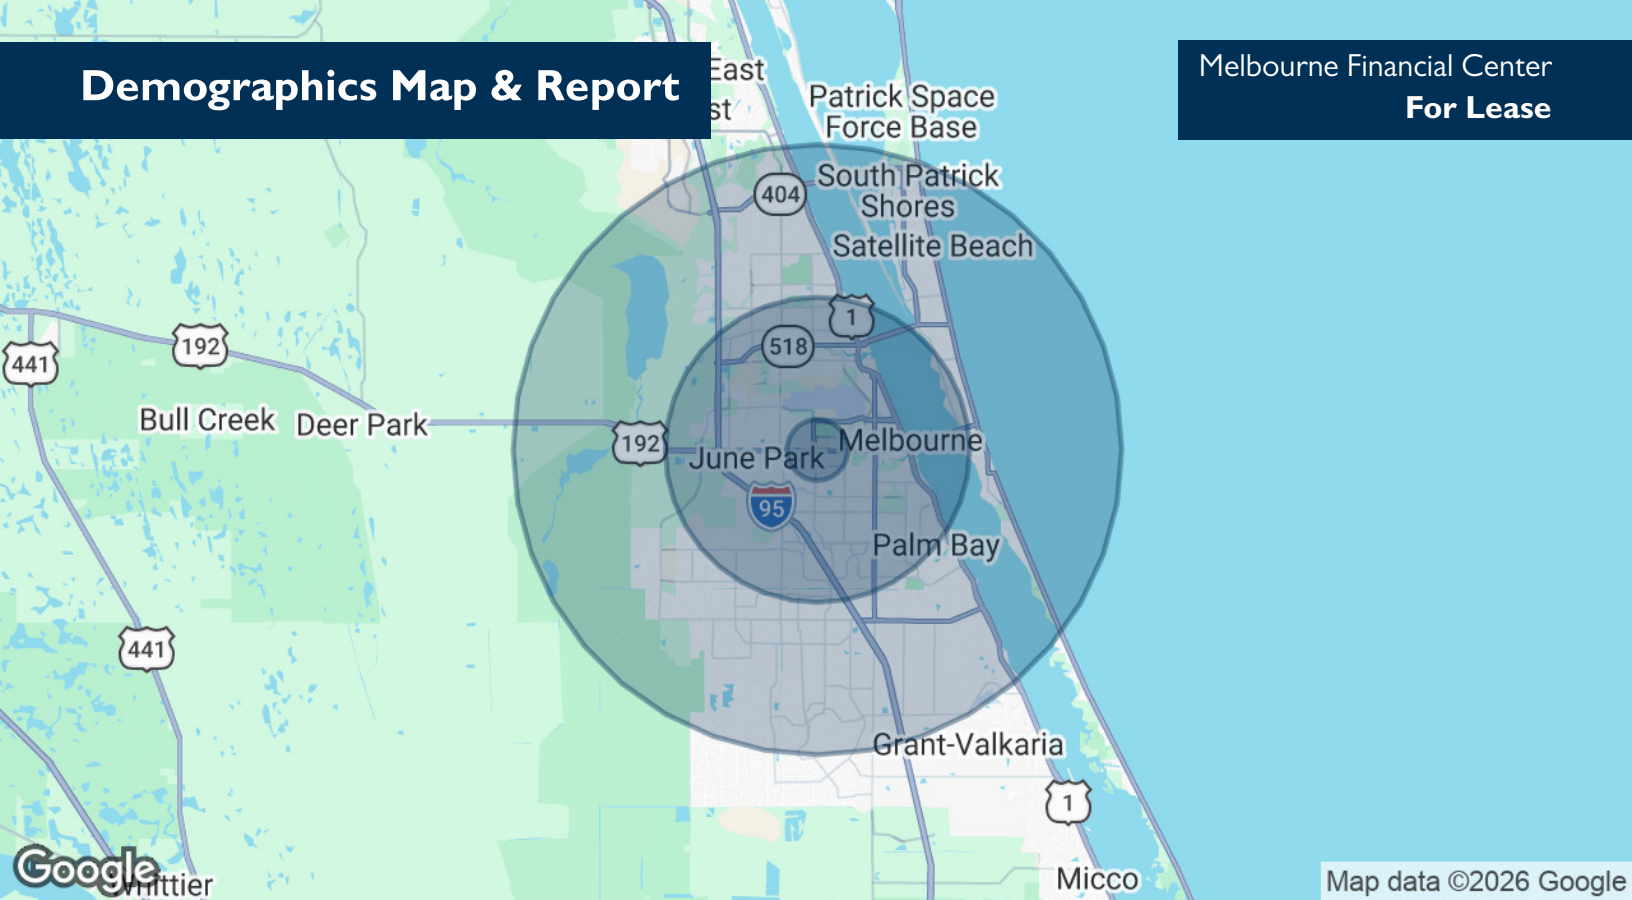 Demographics Map & Report
Melbourne Financial Center
For Lease
East
st
Patrick Space
Force Base
404
South Patrick
Shores
Satellite Beach
1
518
192
441
Bull Creek
Deer Park
192
June Park
Melbourne
95
Palm Bay
441
Grant-Valkaria
1
Micco
Google
Whittier
Map data ©2026 Google